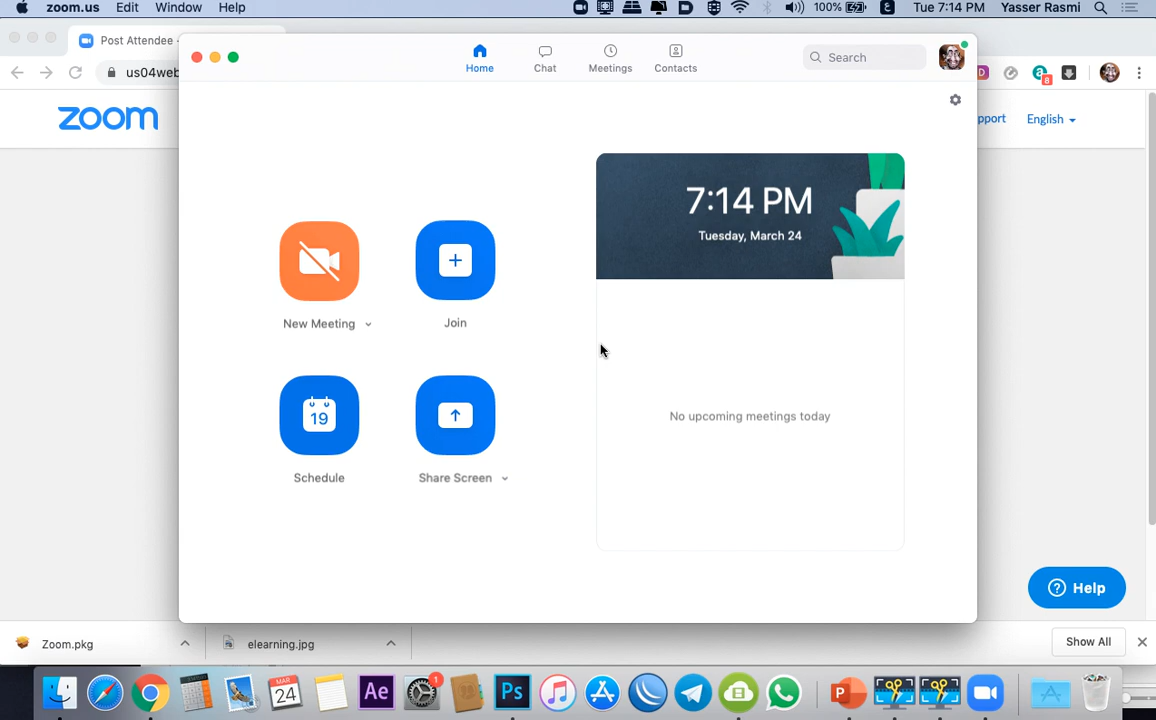 zoom.us Edit Window Help 100% Tue 7:14 PM Yasser Rasmi
Post Attendee -
us04web
8
zoom
pport English
Home Chat Meetings Contacts Search
7:14 PM
Tuesday, March 24
New Meeting Join
19
Schedule Share Screen
No upcoming meetings today
Help
Zoom.pkg elearning.jpg Show All
MAR
24
Ae
1
Ps
P